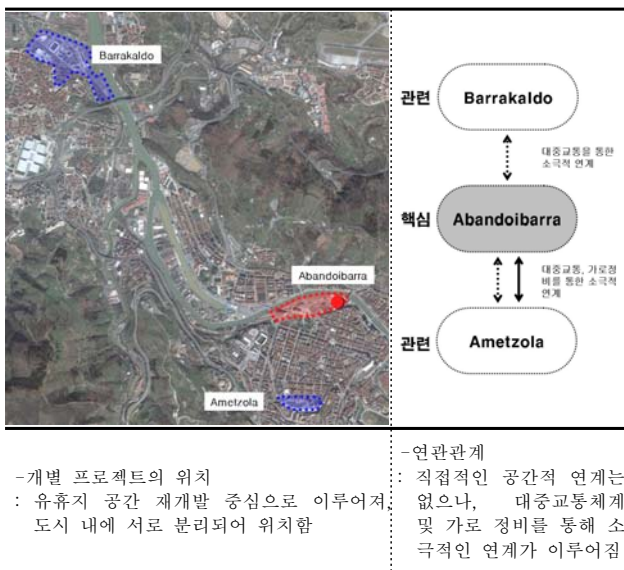 Barrakaldo
Abandoibarra
Ametzola
관련 Barrakaldo
대중교통을 통한
소극적 연계
핵심 Abandoibarra
대중교통, 가로정
비를 통한 소극적
연계
관련 Ametzola
-개별 프로젝트의 위치
: 유휴지 공간 재개발 중심으로 이루어져,
도시 내에 서로 분리되어 위치함
-연관관계
: 직접적인 공간적 연계는
없으나, 대중교통체계
및 가로 정비를 통해 소
극적인 연계가 이루어짐